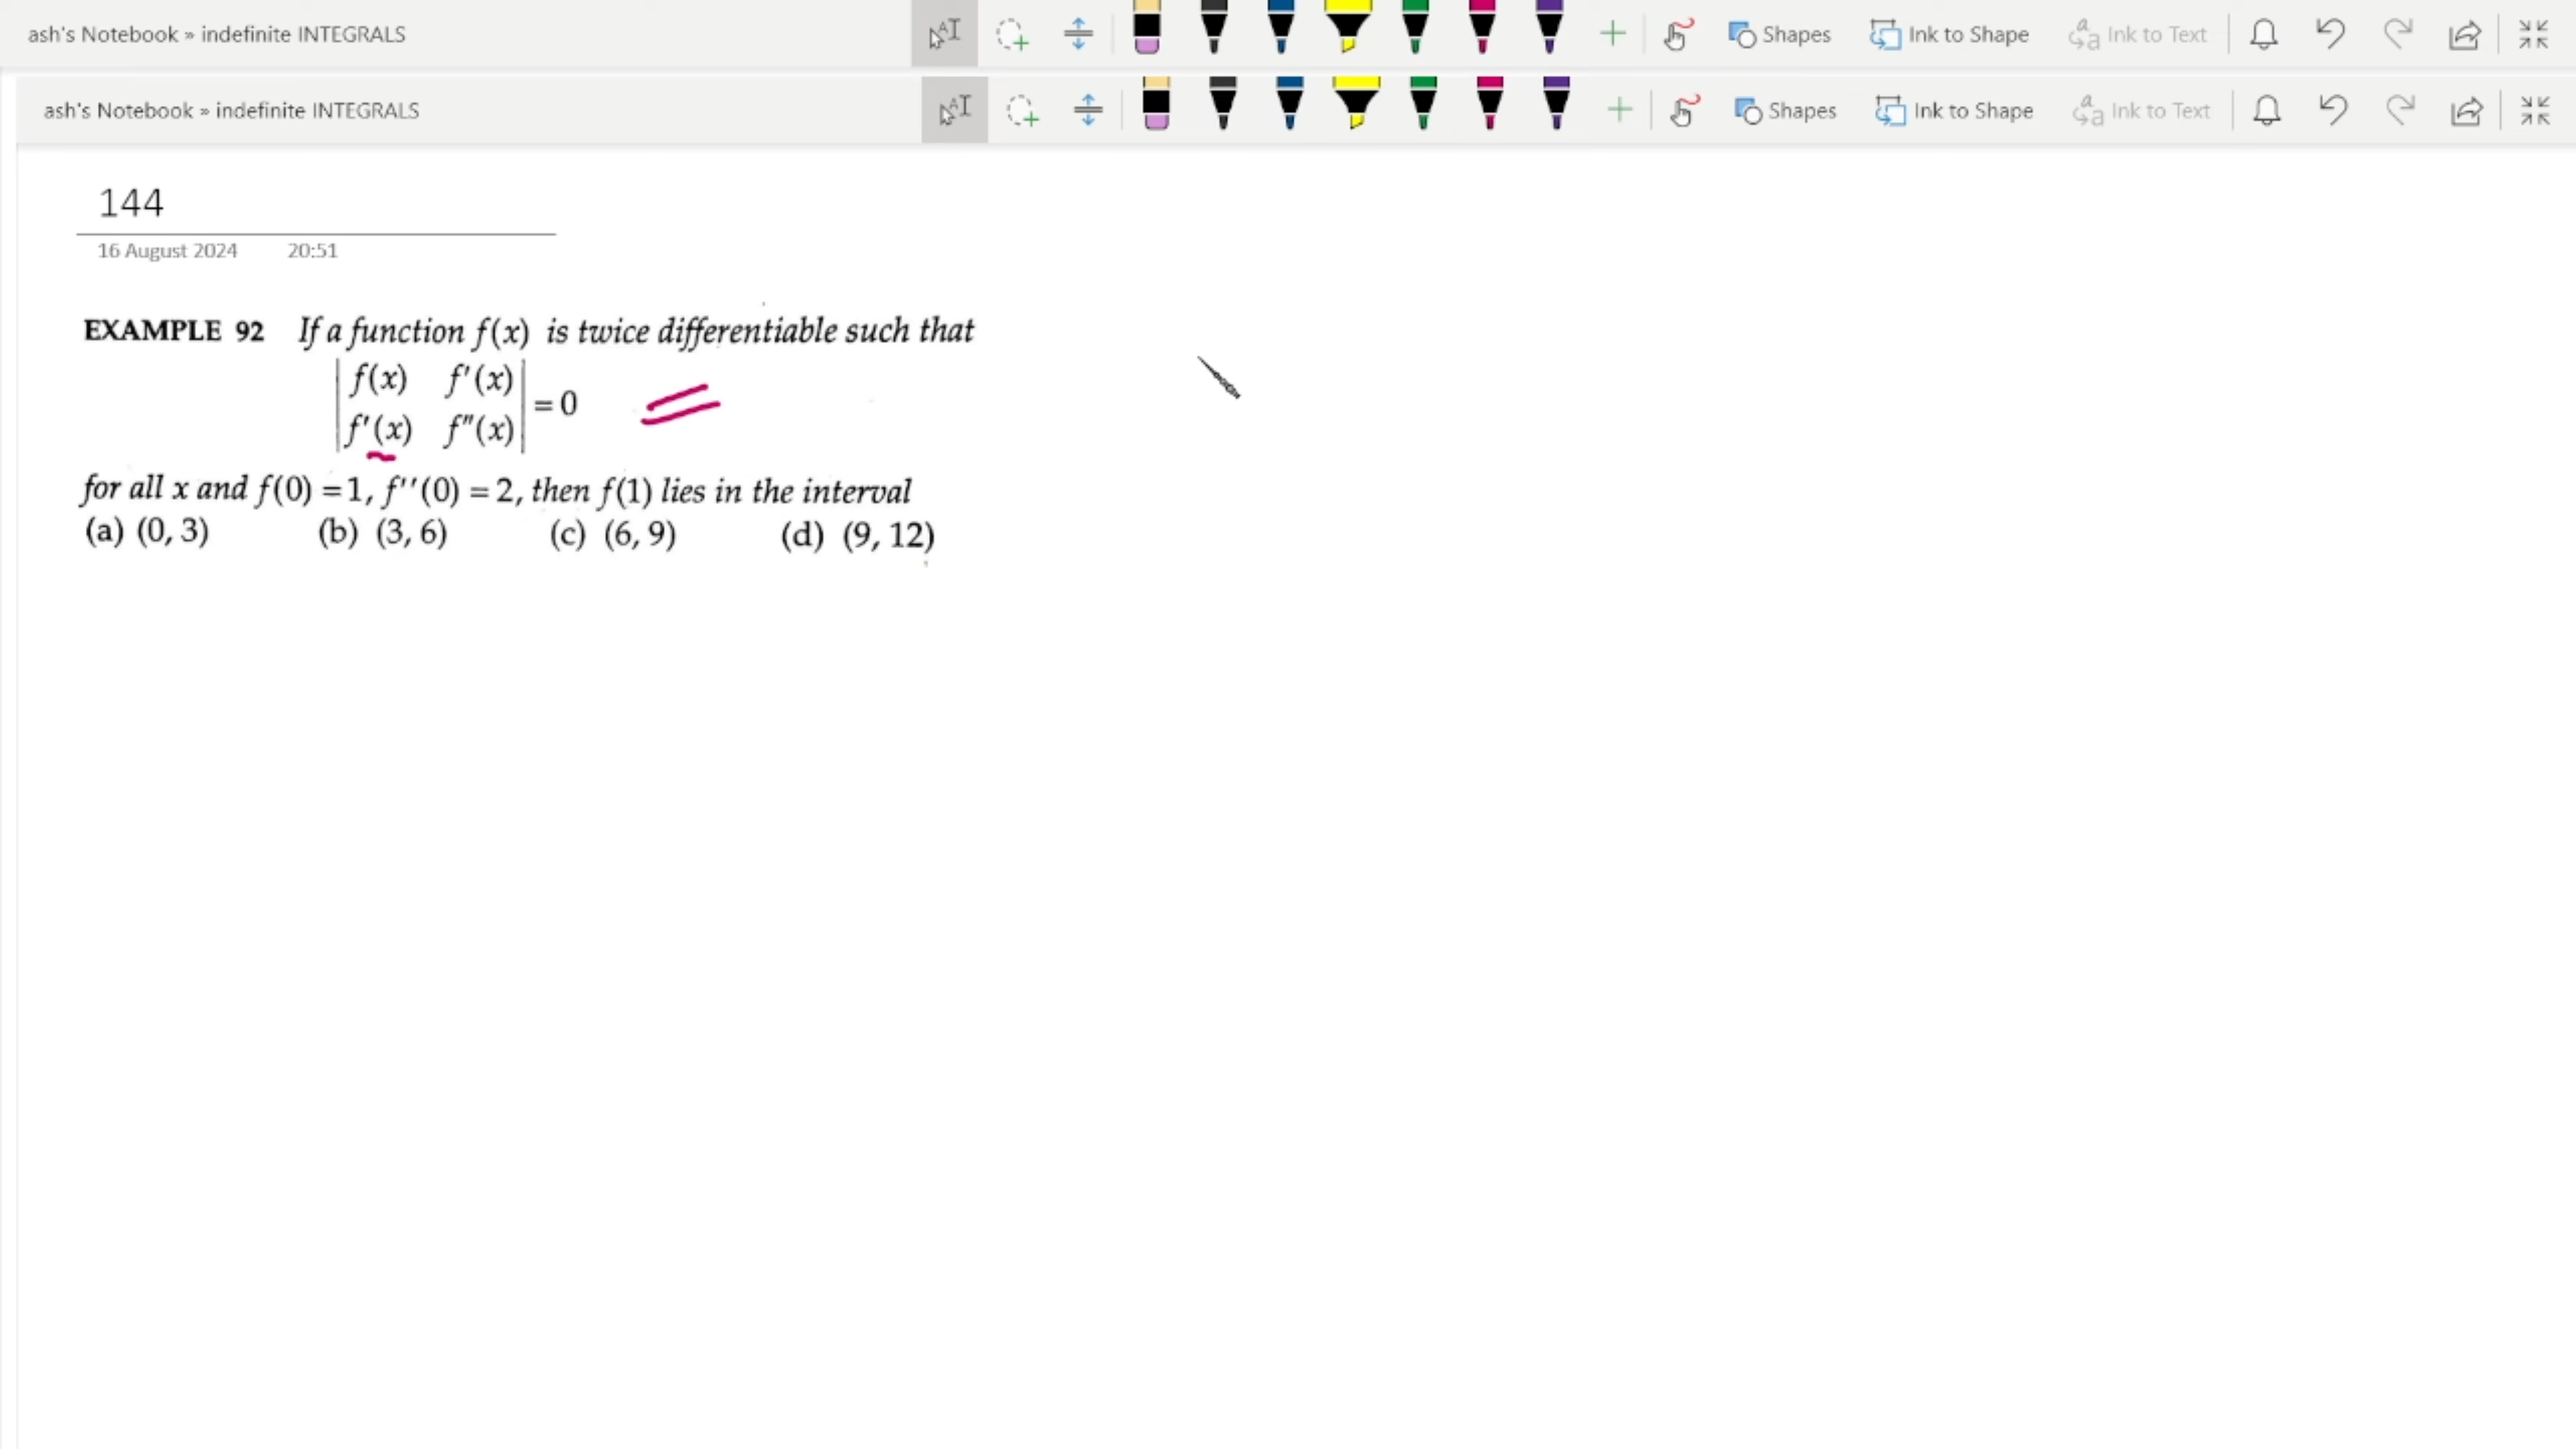 ash's Notebook » indefinite INTEGRALS
Shapes Ink to Shape Ink to Text
ash's Notebook » indefinite INTEGRALS
Shapes Ink to Shape Ink to Text
144
16 August 2024 20:51
EXAMPLE 92 If a function f(x) is twice differentiable such that
| f(x) f'(x) |
| f'(x) f''(x) | = 0
for all x and f(0) = 1, f''(0) = 2, then f(1) lies in the interval
(a) (0, 3) (b) (3, 6) (c) (6, 9) (d) (9, 12)